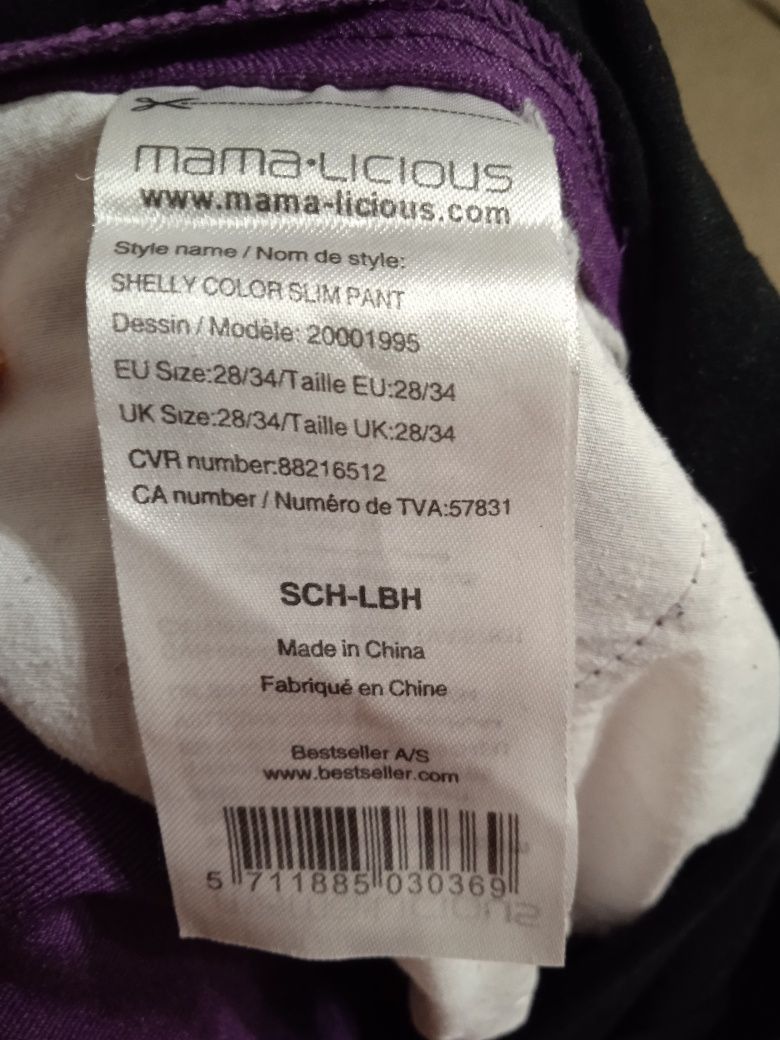 mama•licious
www.mama-licious.com
Style name / Nom de style:
SHELLY COLOR SLIM PANT
Dessin / Modèle: 20001995
EU Size:28/34/Taille EU:28/34
UK Size:28/34/Taille UK:28/34
CVR number:88216512
CA number / Numéro de TVA:57831
SCH-LBH
Made in China
Fabriqué en Chine
Bestseller A/S
www.bestseller.com
5 711885 030369